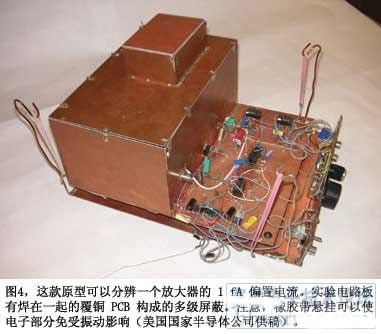 图4，这款原型可以分辨一个放大器的 1 fA 偏置电流。实验电路板
有焊在一起的覆铜 PCB 构成的多级屏蔽。注意，橡胶带悬挂可以使
电子部分免受振动影响（美国国家半导体公司供稿）。